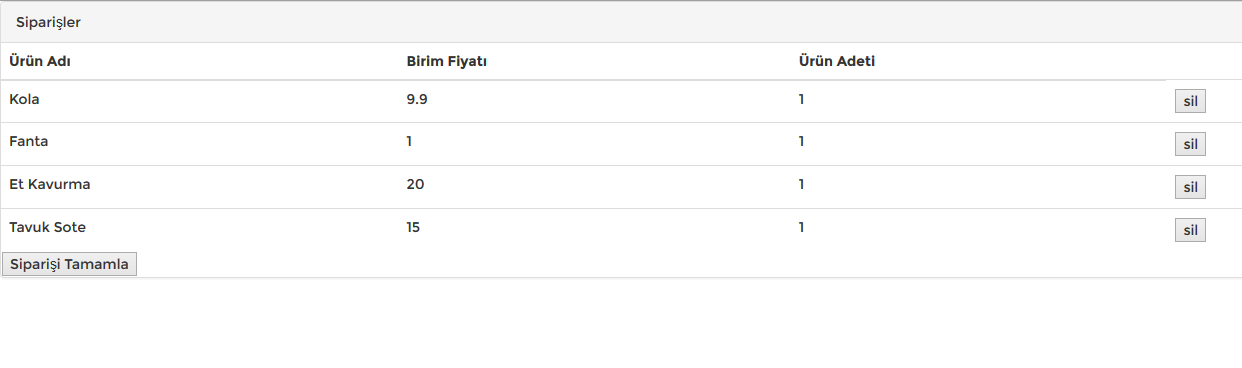 Siparişler
Ürün Adı Birim Fiyatı Ürün Adeti
Kola 9.9 1 sil
Fanta 1 1 sil
Et Kavurma 20 1 sil
Tavuk Sote 15 1 sil
Siparişi Tamamla